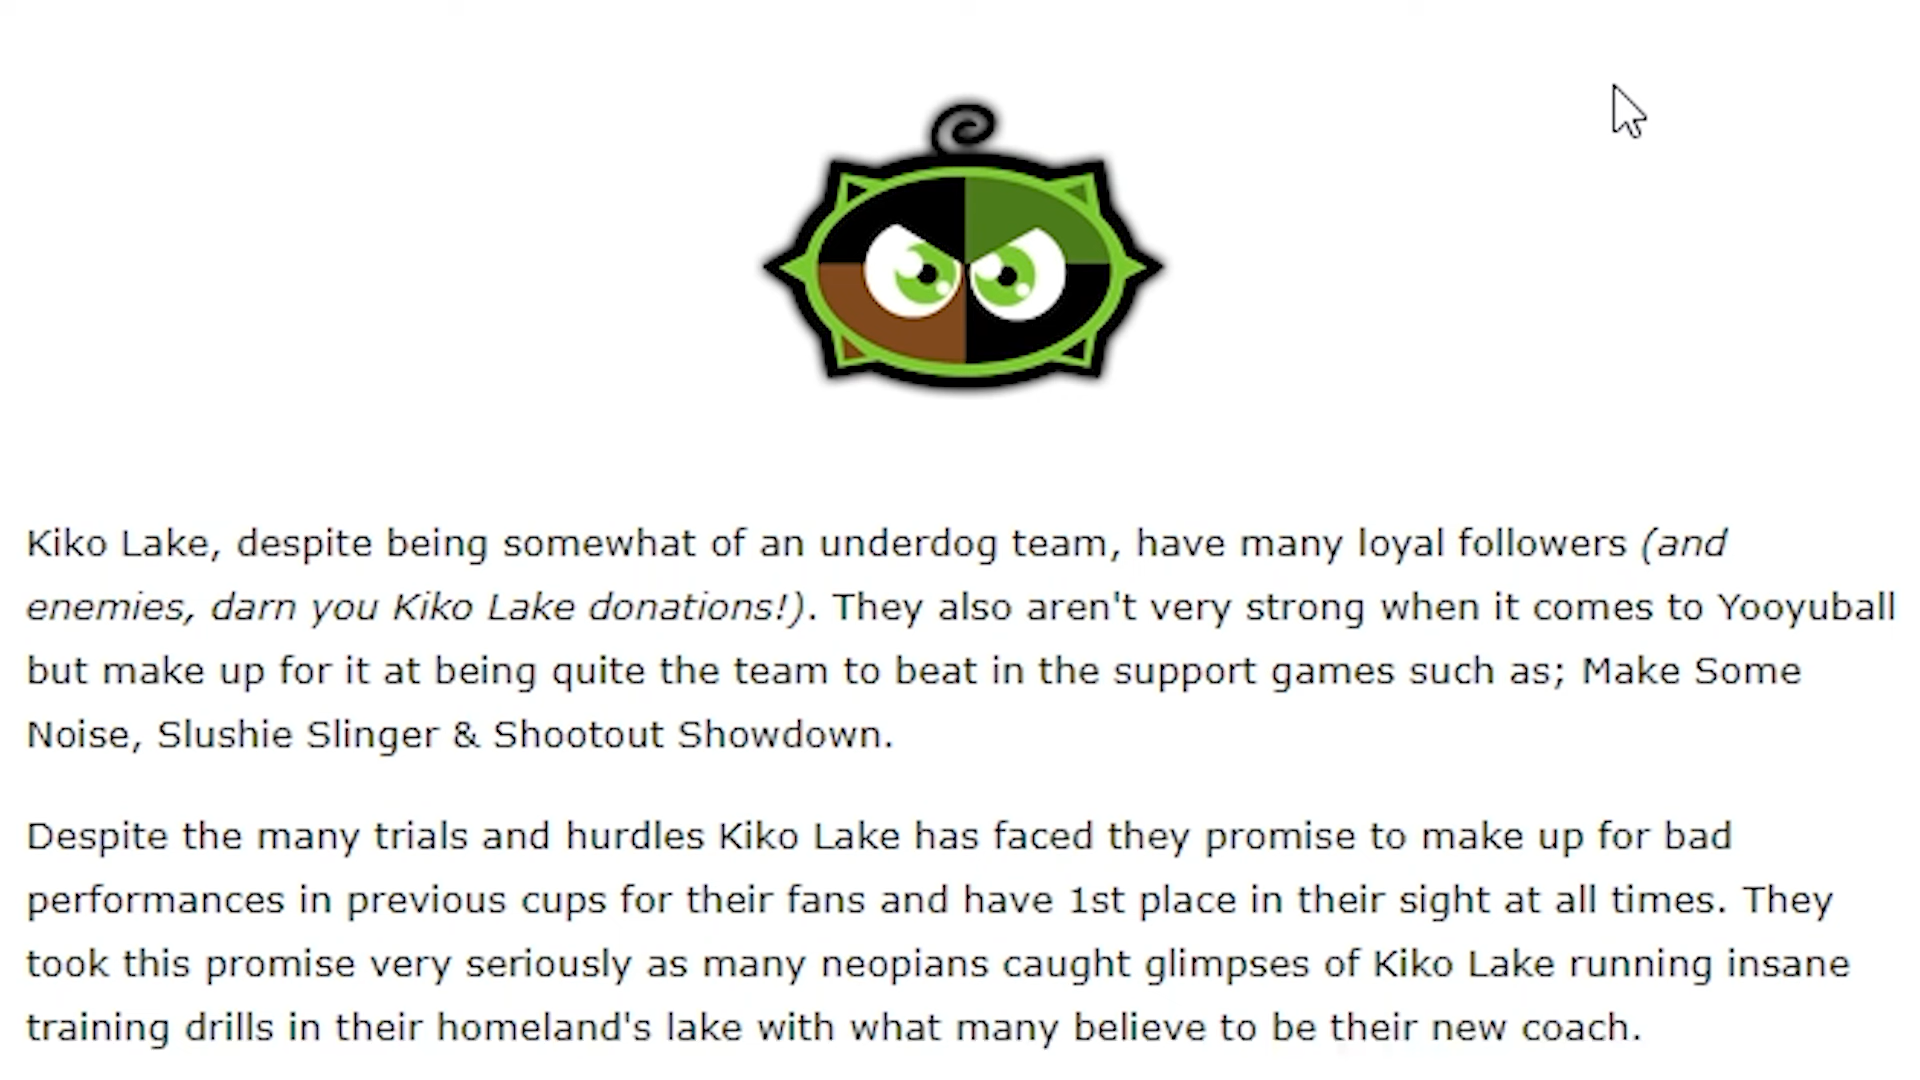 Kiko Lake, despite being somewhat of an underdog team, have many loyal followers (and
enemies, darn you Kiko Lake donations!). They also aren't very strong when it comes to Yooyuball
but make up for it at being quite the team to beat in the support games such as; Make Some
Noise, Slushie Slinger & Shootout Showdown.
Despite the many trials and hurdles Kiko Lake has faced they promise to make up for bad
performances in previous cups for their fans and have 1st place in their sight at all times. They
took this promise very seriously as many neopians caught glimpses of Kiko Lake running insane
training drills in their homeland's lake with what many believe to be their new coach.